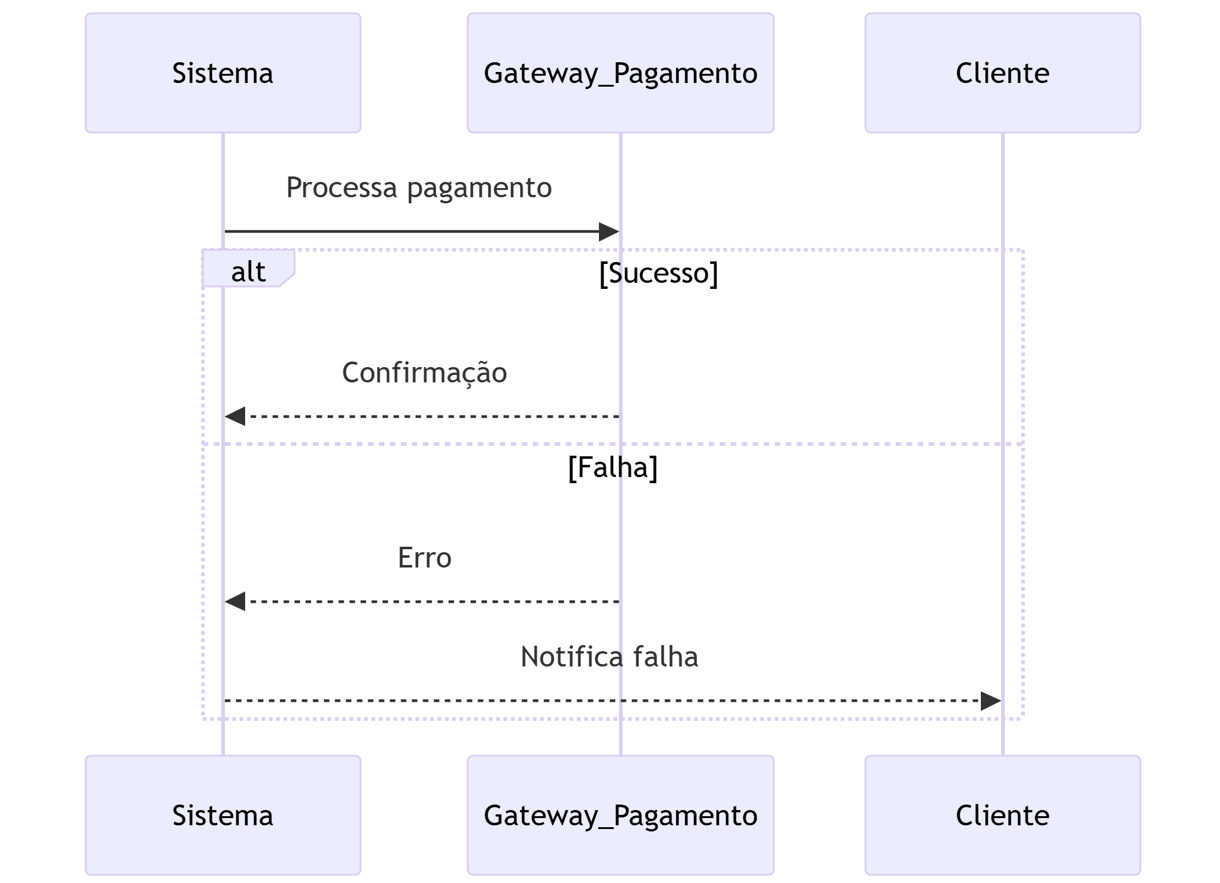 Sistema
Gateway_Pagamento
Cliente
Processa pagamento
alt
[Sucesso]
Confirmação
[Falha]
Erro
Notifica falha
Sistema
Gateway_Pagamento
Cliente